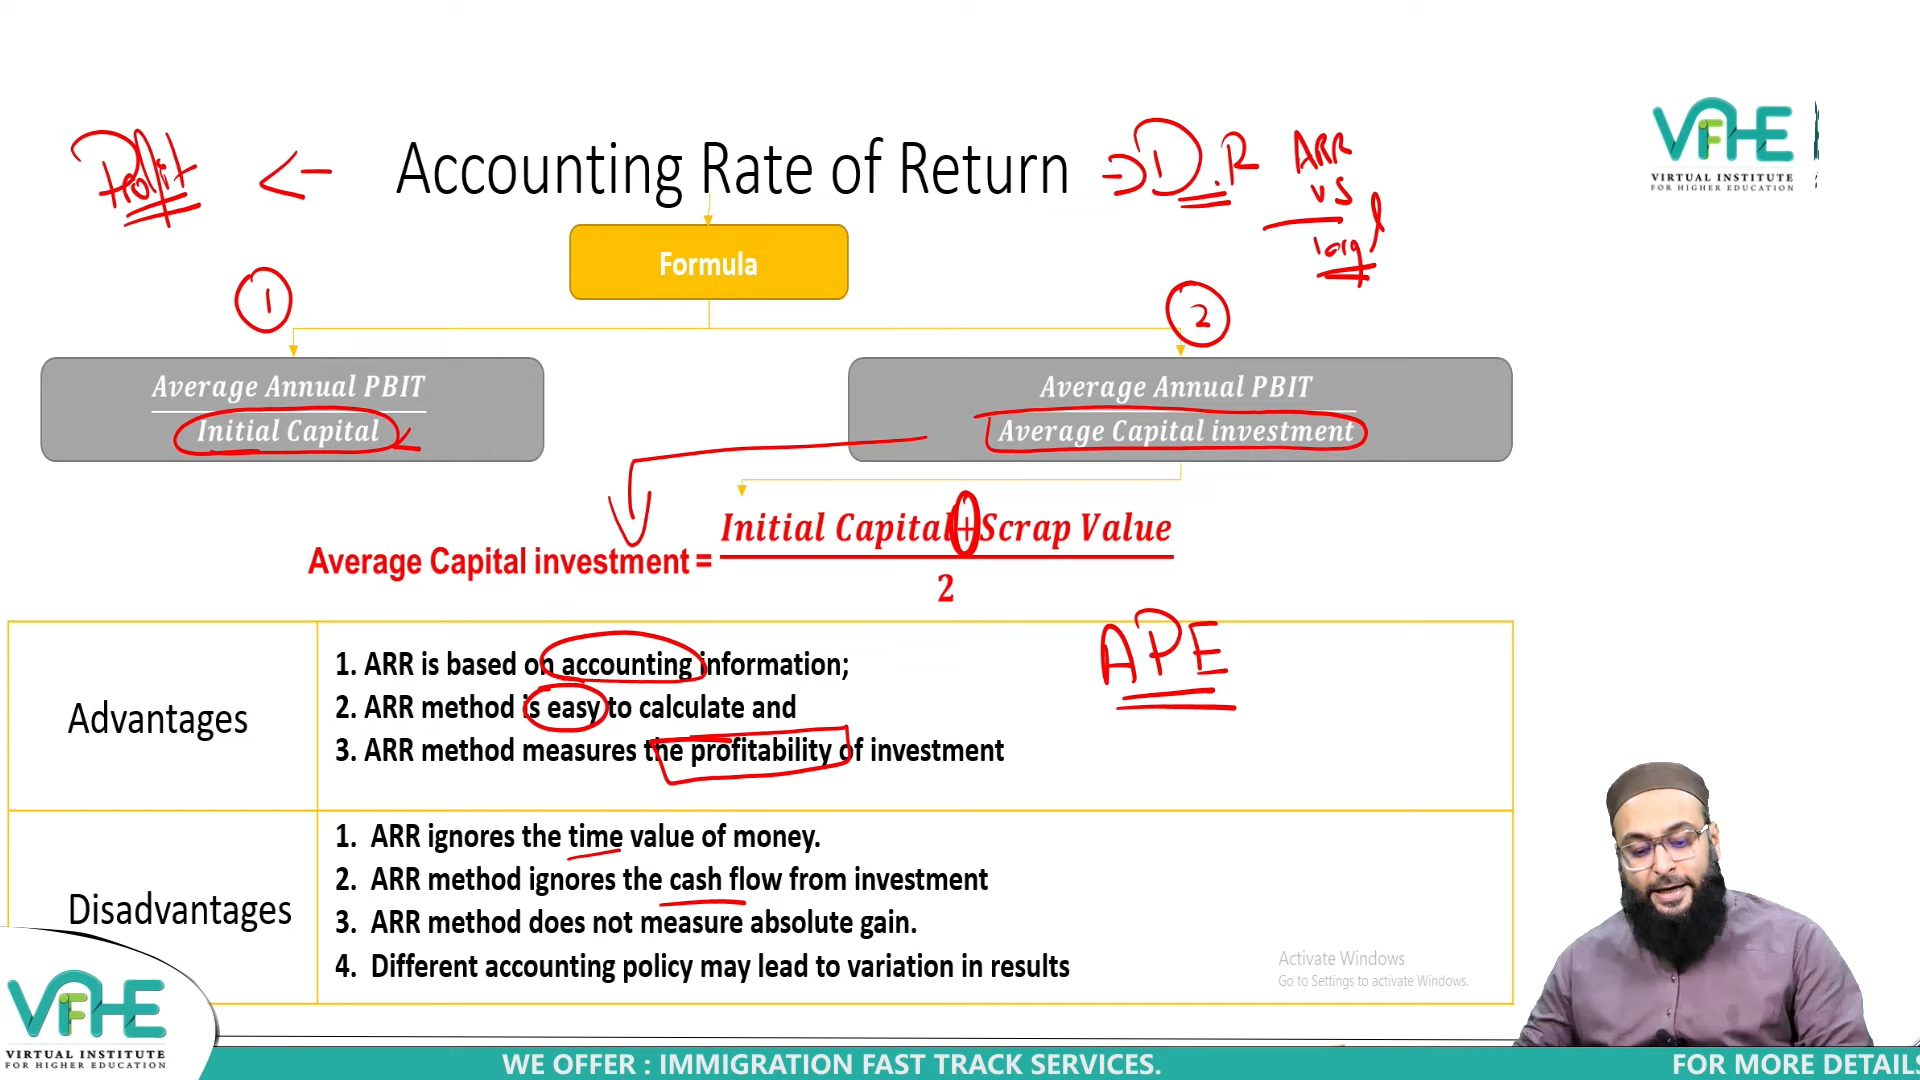 Profit
<-
Accounting Rate of Return
=> D.R
ARR
VS
VIFHE
VIRTUAL INSTITUTE
FOR HIGHER EDUCATION
Formula
1
2
Average Annual PBIT
Initial Capital
Average Annual PBIT
Average Capital investment
Average Capital investment =
Initial Capital+Scrap Value
2
APE
Advantages
1. ARR is based on accounting information;
2. ARR method is easy to calculate and
3. ARR method measures the profitability of investment
Disadvantages
1. ARR ignores the time value of money.
2. ARR method ignores the cash flow from investment
3. ARR method does not measure absolute gain.
4. Different accounting policy may lead to variation in results
Activate Windows
Go to Settings to activate Windows.
VIFHE
VIRTUAL INSTITUTE
FOR HIGHER EDUCATION
WE OFFER : IMMIGRATION FAST TRACK SERVICES.
FOR MORE DETAILS